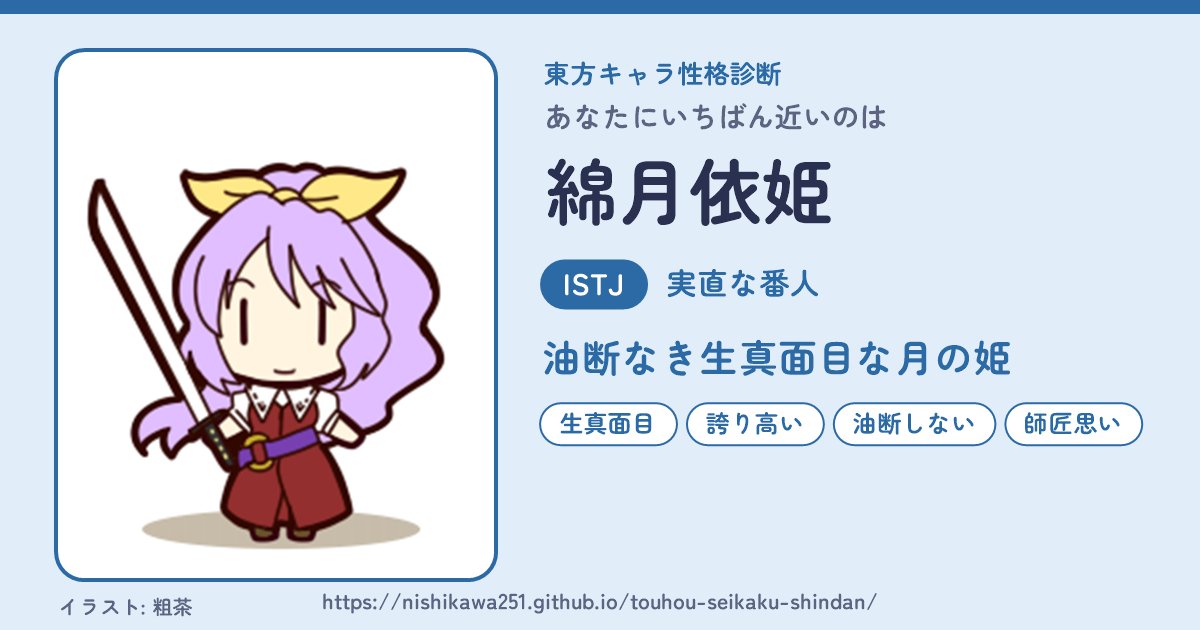 東方キャラ性格診断
あなたにいちばん近いのは
綿月依姫
ISTJ 実直な番人
油断なき生真面目な月の姫
生真面目 誇り高い 油断しない 師匠思い
イラスト: 粗茶
https://nishikawa251.github.io/touhou-seikaku-shindan/